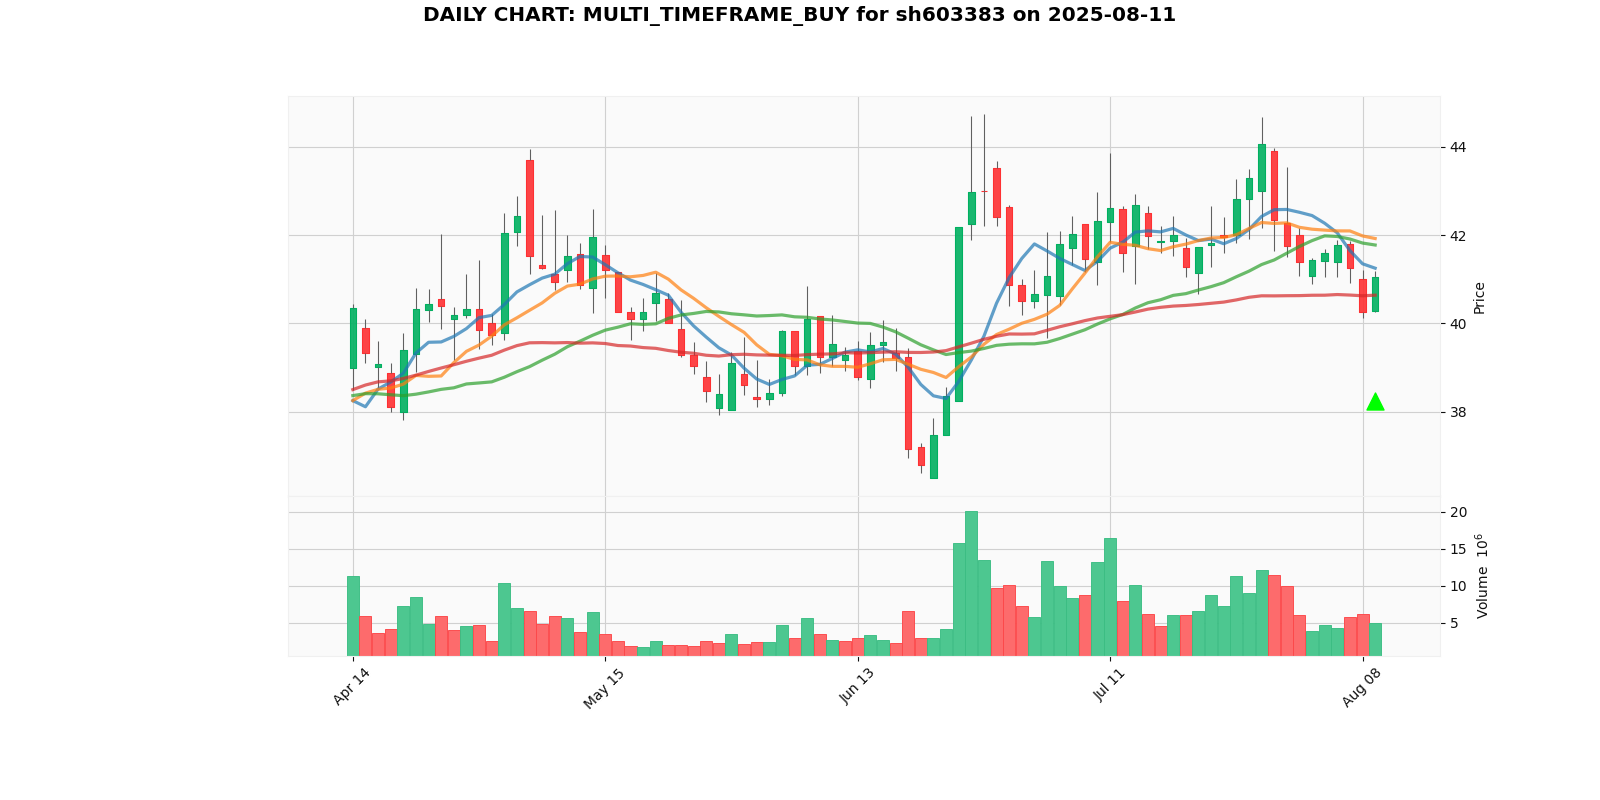 DAILY CHART: MULTI_TIMEFRAME_BUY for sh603383 on 2025-08-11
44
42
40
38
Price
20
15
10
5
Volume 10^6
Apr 14
May 15
Jun 13
Jul 11
Aug 08